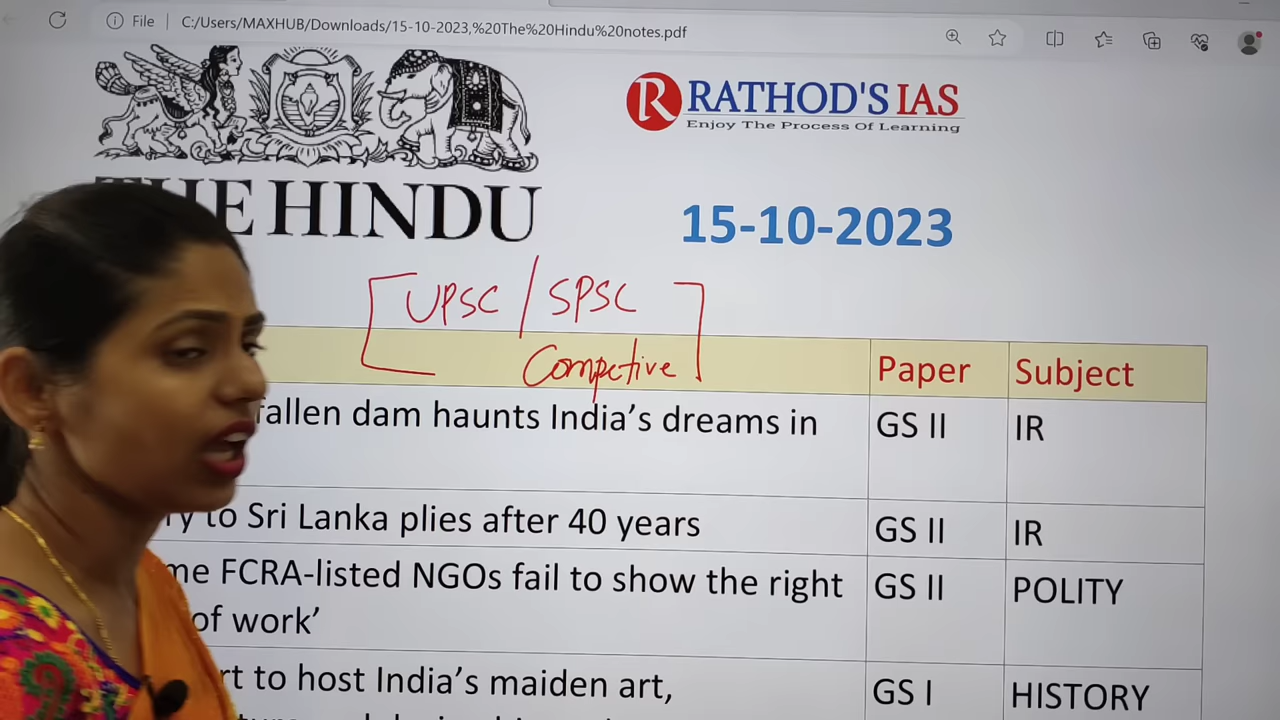 File | C:/Users/MAXHUB/Downloads/15-10-2023,%20The%20Hindu%20notes.pdf
R RATHOD'S IAS
Enjoy The Process Of Learning
THE HINDU
15-10-2023
UPSC / SPSC
Compctive
Paper Subject
fallen dam haunts India's dreams in GS II IR
to Sri Lanka plies after 40 years GS II IR
FCRA-listed NGOs fail to show the right GS II POLITY
of work'
to host India's maiden art, GS I HISTORY